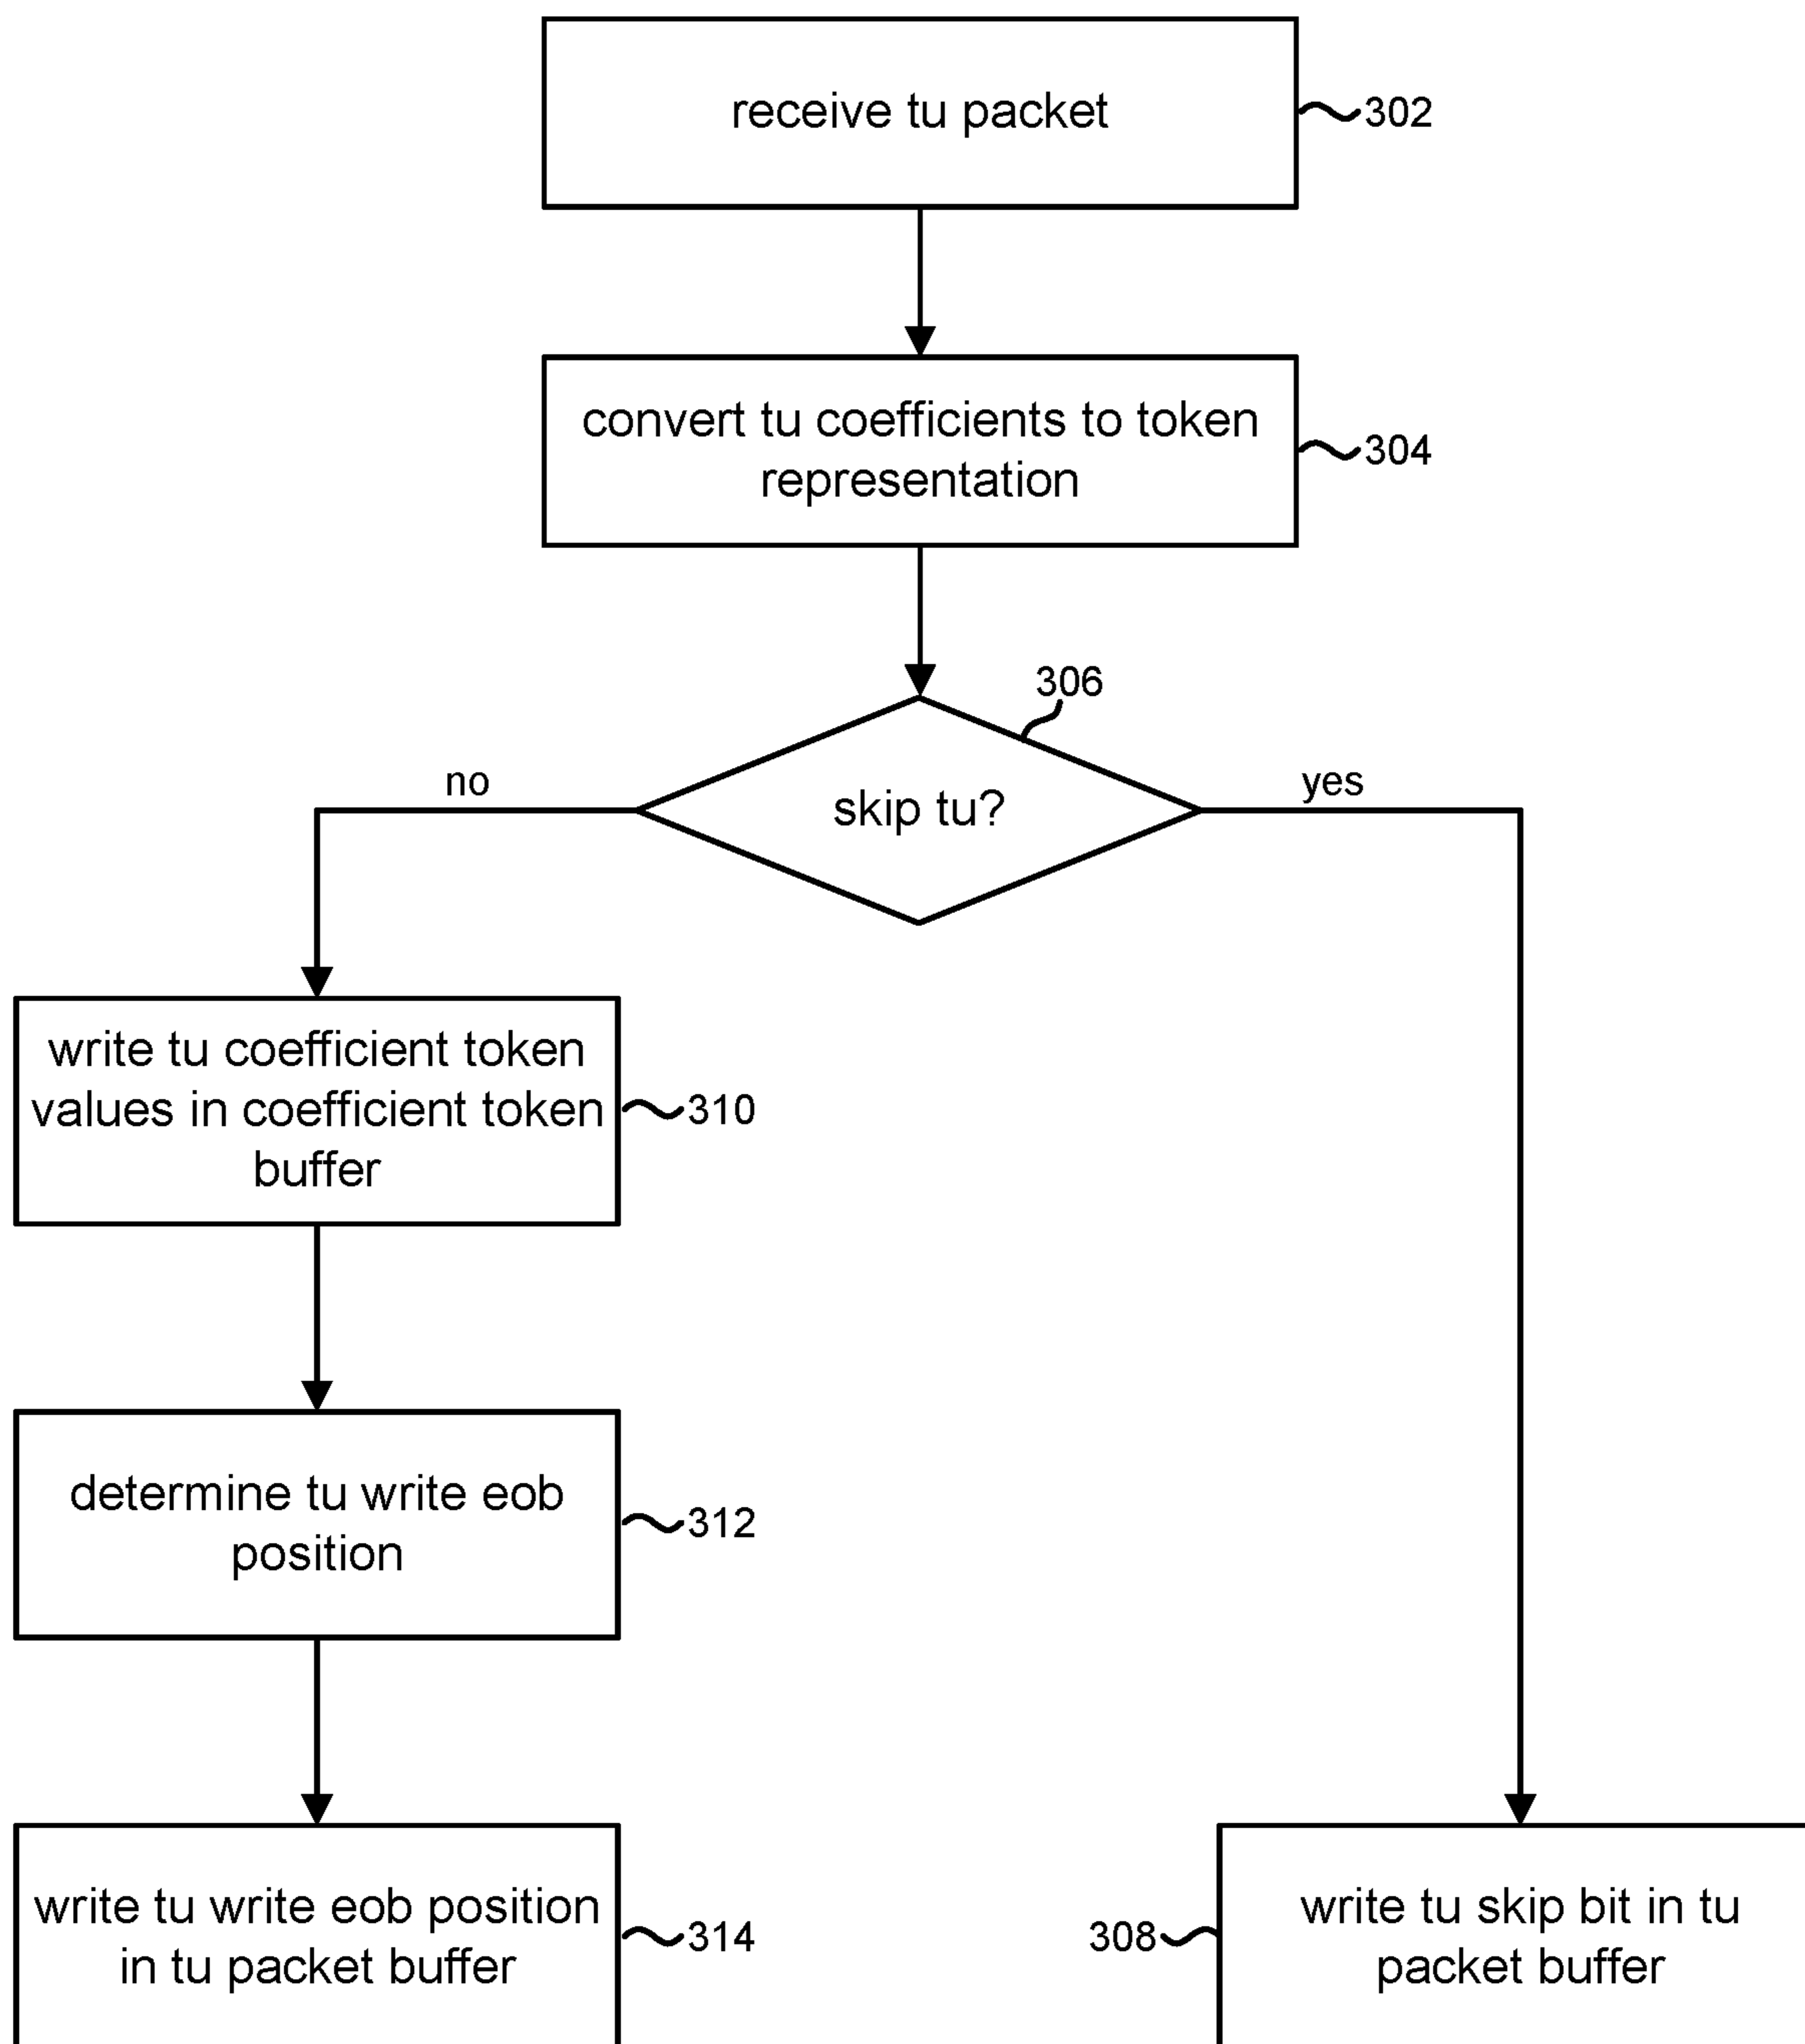 receive tu packet
302
convert tu coefficients to token
representation
304
306
skip tu?
no
yes
write tu coefficient token
values in coefficient token
buffer
310
determine tu write eob
position
312
write tu write eob position
in tu packet buffer
314
308
write tu skip bit in tu
packet buffer